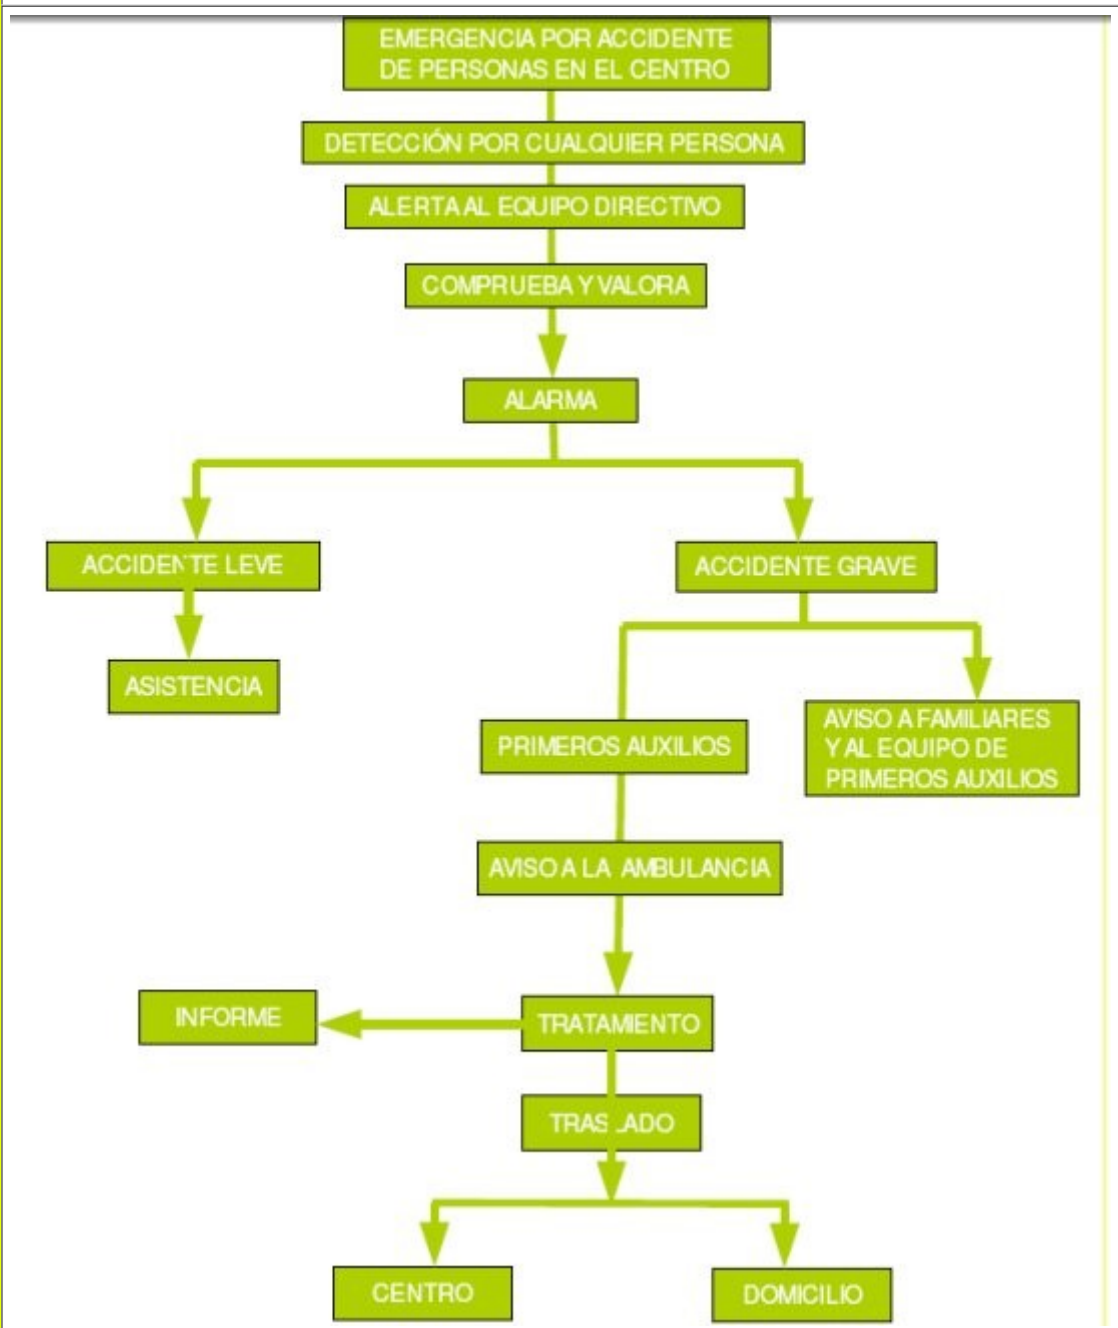 EMERGENCIA POR ACCIDENTE
DE PERSONAS EN EL CENTRO
DETECCIÓN POR CUALQUIER PERSONA
ALERTA AL EQUIPO DIRECTIVO
COMPRUEBA Y VALORA
ALARMA
ACCIDENTE LEVE
ACCIDENTE GRAVE
ASISTENCIA
PRIMEROS AUXILIOS
AVISO A FAMILIARES
Y AL EQUIPO DE
PRIMEROS AUXILIOS
AVISO A LA AMBULANCIA
INFORME
TRATAMIENTO
TRASLADO
CENTRO
DOMICILIO